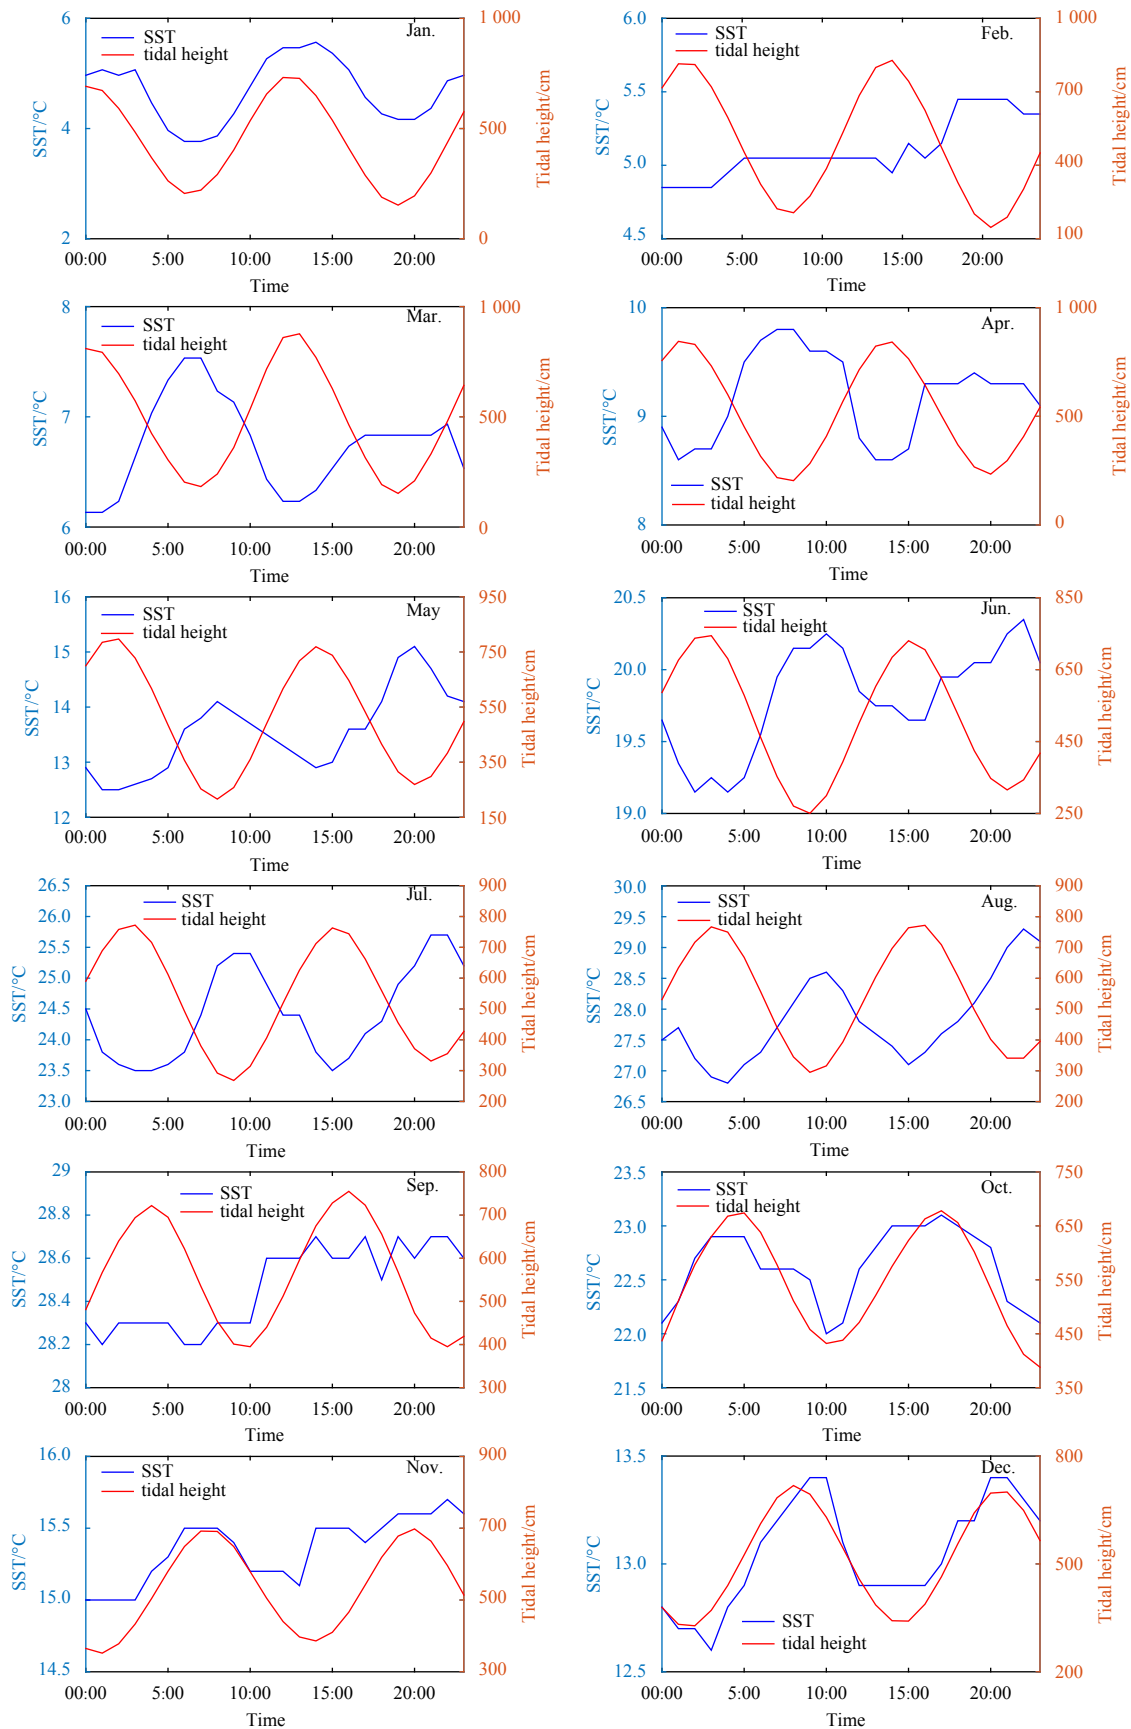 6 1 000 6.0 1 000
SST Jan. SST Feb.
tidal height tidal height
5.5 700
SST/°C 4 500 Tidal height/cm SST/°C Tidal height/cm
5.0 400
2 0 4.5 100
00:00 5:00 10:00 15:00 20:00 00:00 5:00 10:00 15:00 20:00
Time Time
8 1 000 10 1 000
SST Mar. Apr.
tidal height
SST/°C 7 500 Tidal height/cm SST/°C 9 500 Tidal height/cm
SST
tidal height
6 0 8 0
00:00 5:00 10:00 15:00 20:00 00:00 5:00 10:00 15:00 20:00
Time Time
16 950 20.5 850
SST May SST Jun.
tidal height tidal height
15 750 20.0 650
SST/°C 14 550 Tidal height/cm SST/°C Tidal height/cm
13 350 19.5 450
12 150 19.0 250
00:00 5:00 10:00 15:00 20:00 00:00 5:00 10:00 15:00 20:00
Time Time
26.5 900 30.0 900
SST Jul. SST Aug.
26.0 tidal height 800 29.5 tidal height 800
25.5 700 29.0 700
25.0 600 28.5 600
SST/°C Tidal height/cm SST/°C Tidal height/cm
24.5 500 28.0 500
24.0 400 27.5 400
23.5 300 27.0 300
23.0 200 26.5 200
00:00 5:00 10:00 15:00 20:00 00:00 5:00 10:00 15:00 20:00
Time Time
29 800 23.5 750
SST Sep. SST Oct.
tidal height tidal height
28.8 700 23.0 650
28.6 600 22.5 550
SST/°C 500 Tidal height/cm SST/°C Tidal height/cm
28.4 22.0 450
28.2 400
28 300 21.5 350
00:00 5:00 10:00 15:00 20:00 00:00 5:00 10:00 15:00 20:00
Time Time
16.0 900 13.5 800
SST Nov. Dec.
tidal height
15.5 700
SST/°C Tidal height/cm SST/°C 13.0 500 Tidal height/cm
15.0 500
SST
tidal height
14.5 300 12.5 200
00:00 5:00 10:00 15:00 20:00 00:00 5:00 10:00 15:00 20:00
Time Time